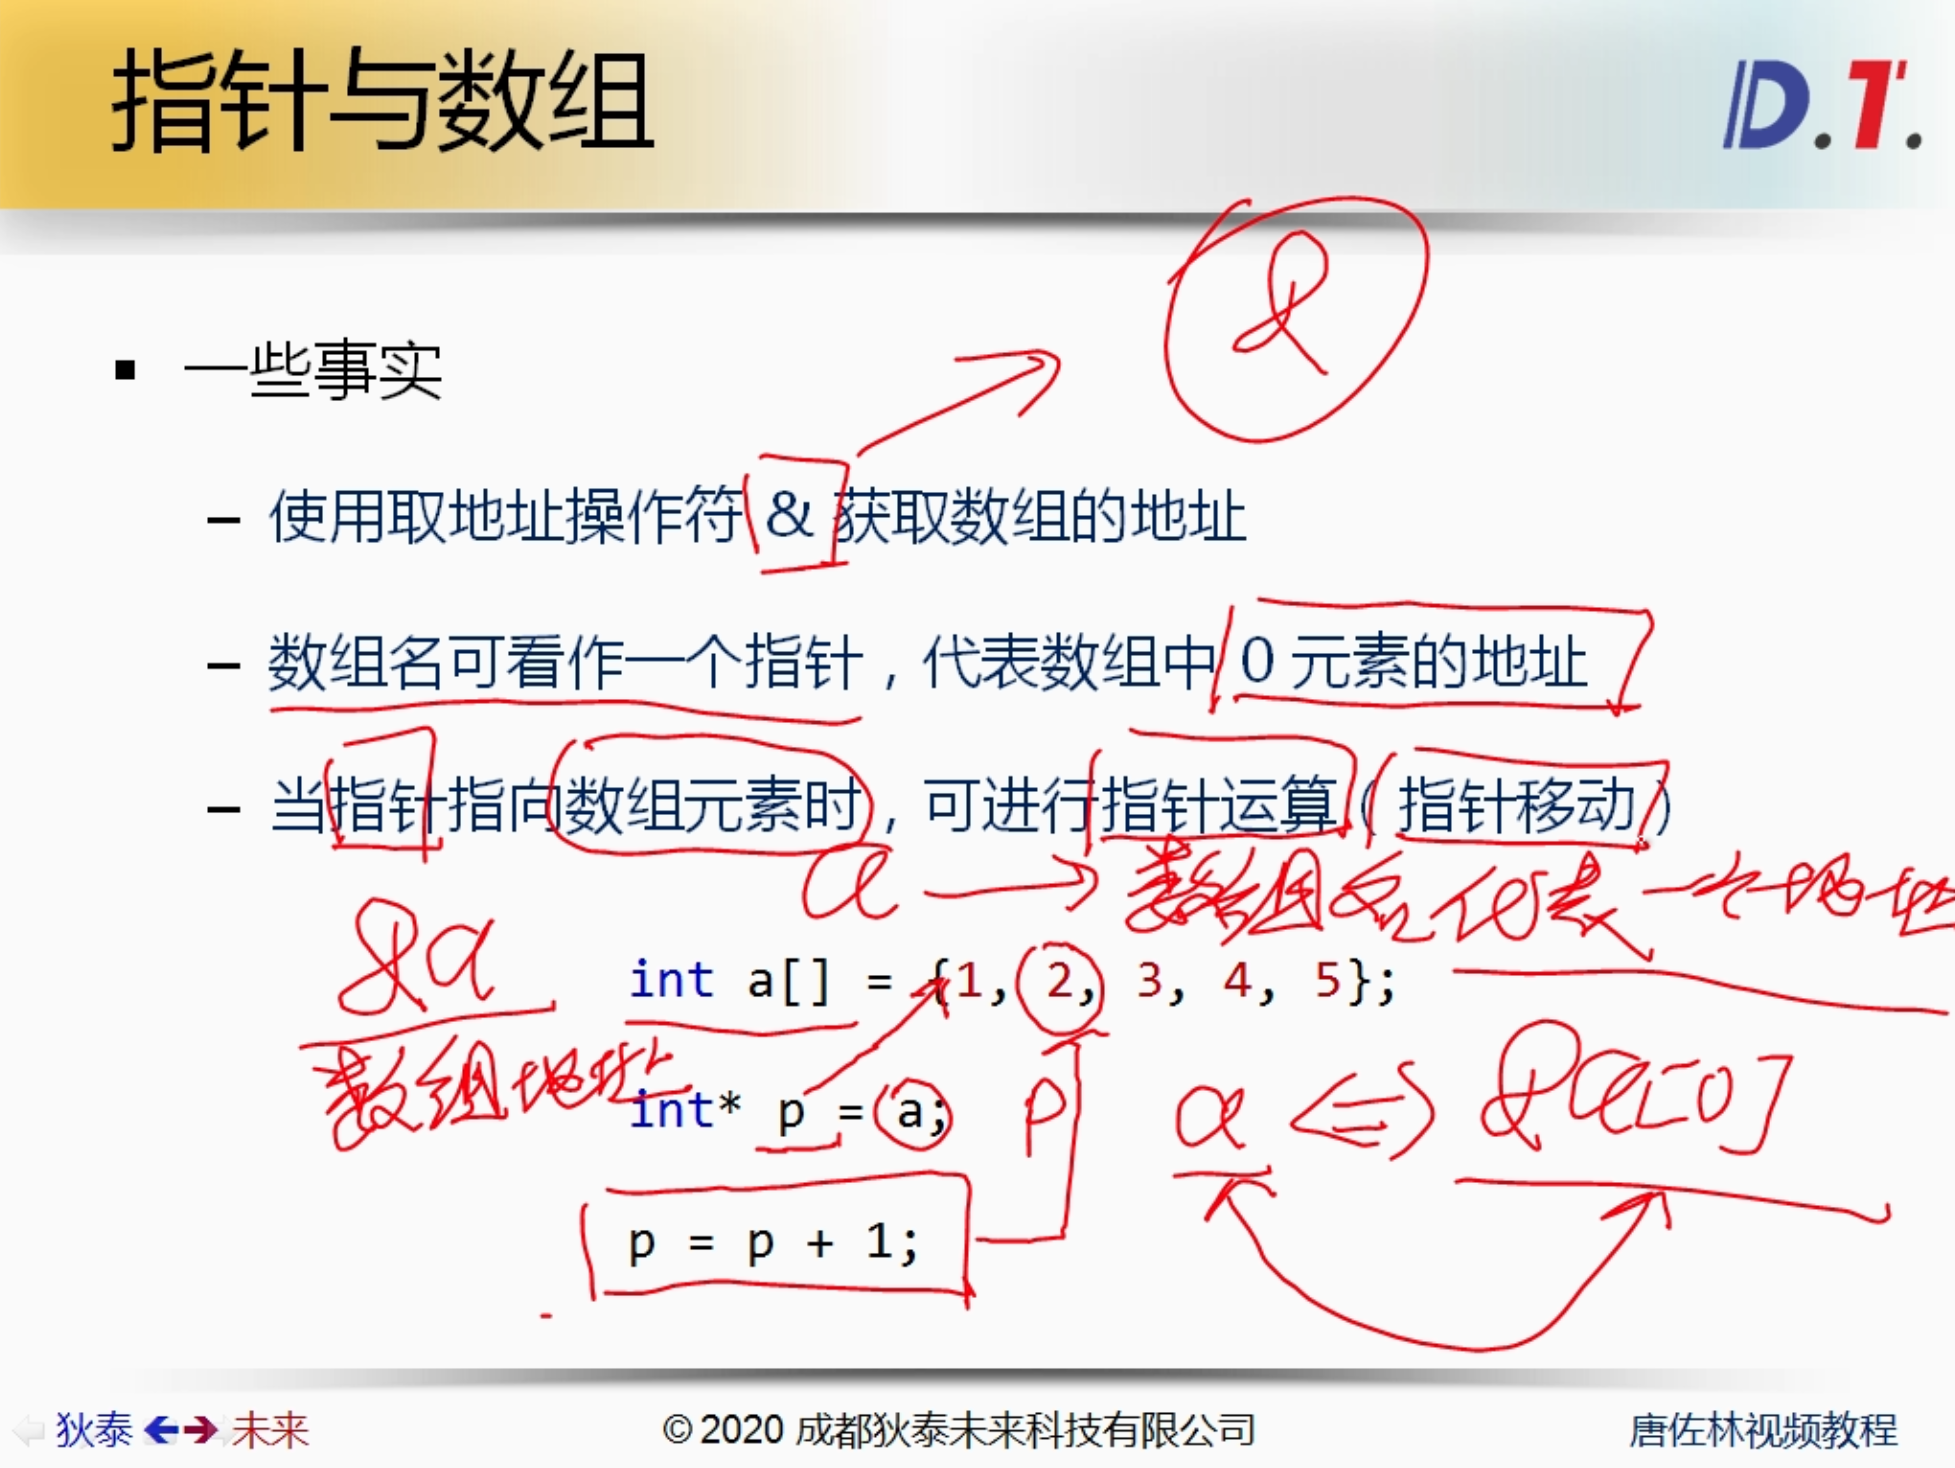 指针与数组
D.T.
&
▪ 一些事实
– 使用取地址操作符 & 获取数组的地址
– 数组名可看作一个指针，代表数组中 0 元素的地址
– 当指针指向数组元素时，可进行指针运算（指针移动）
a → 数组名代表一个地址
&a
数组地址
int a[] = {1, 2, 3, 4, 5};
int* p = a;
p
a ⇔ &a[0]
p = p + 1;
狄泰 未来
© 2020 成都狄泰未来科技有限公司
唐佐林视频教程